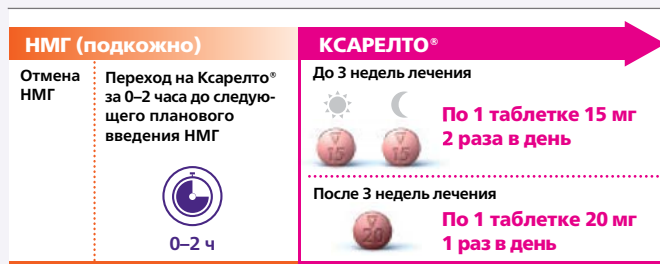 НМГ (подкожно)
КСАРЕЛТО®
Отмена
НМГ
Переход на Ксарелто®
за 0–2 часа до следую-
щего планового
введения НМГ
0–2 ч
До 3 недель лечения
15
15
По 1 таблетке 15 мг
2 раза в день
После 3 недель лечения
20
По 1 таблетке 20 мг
1 раз в день